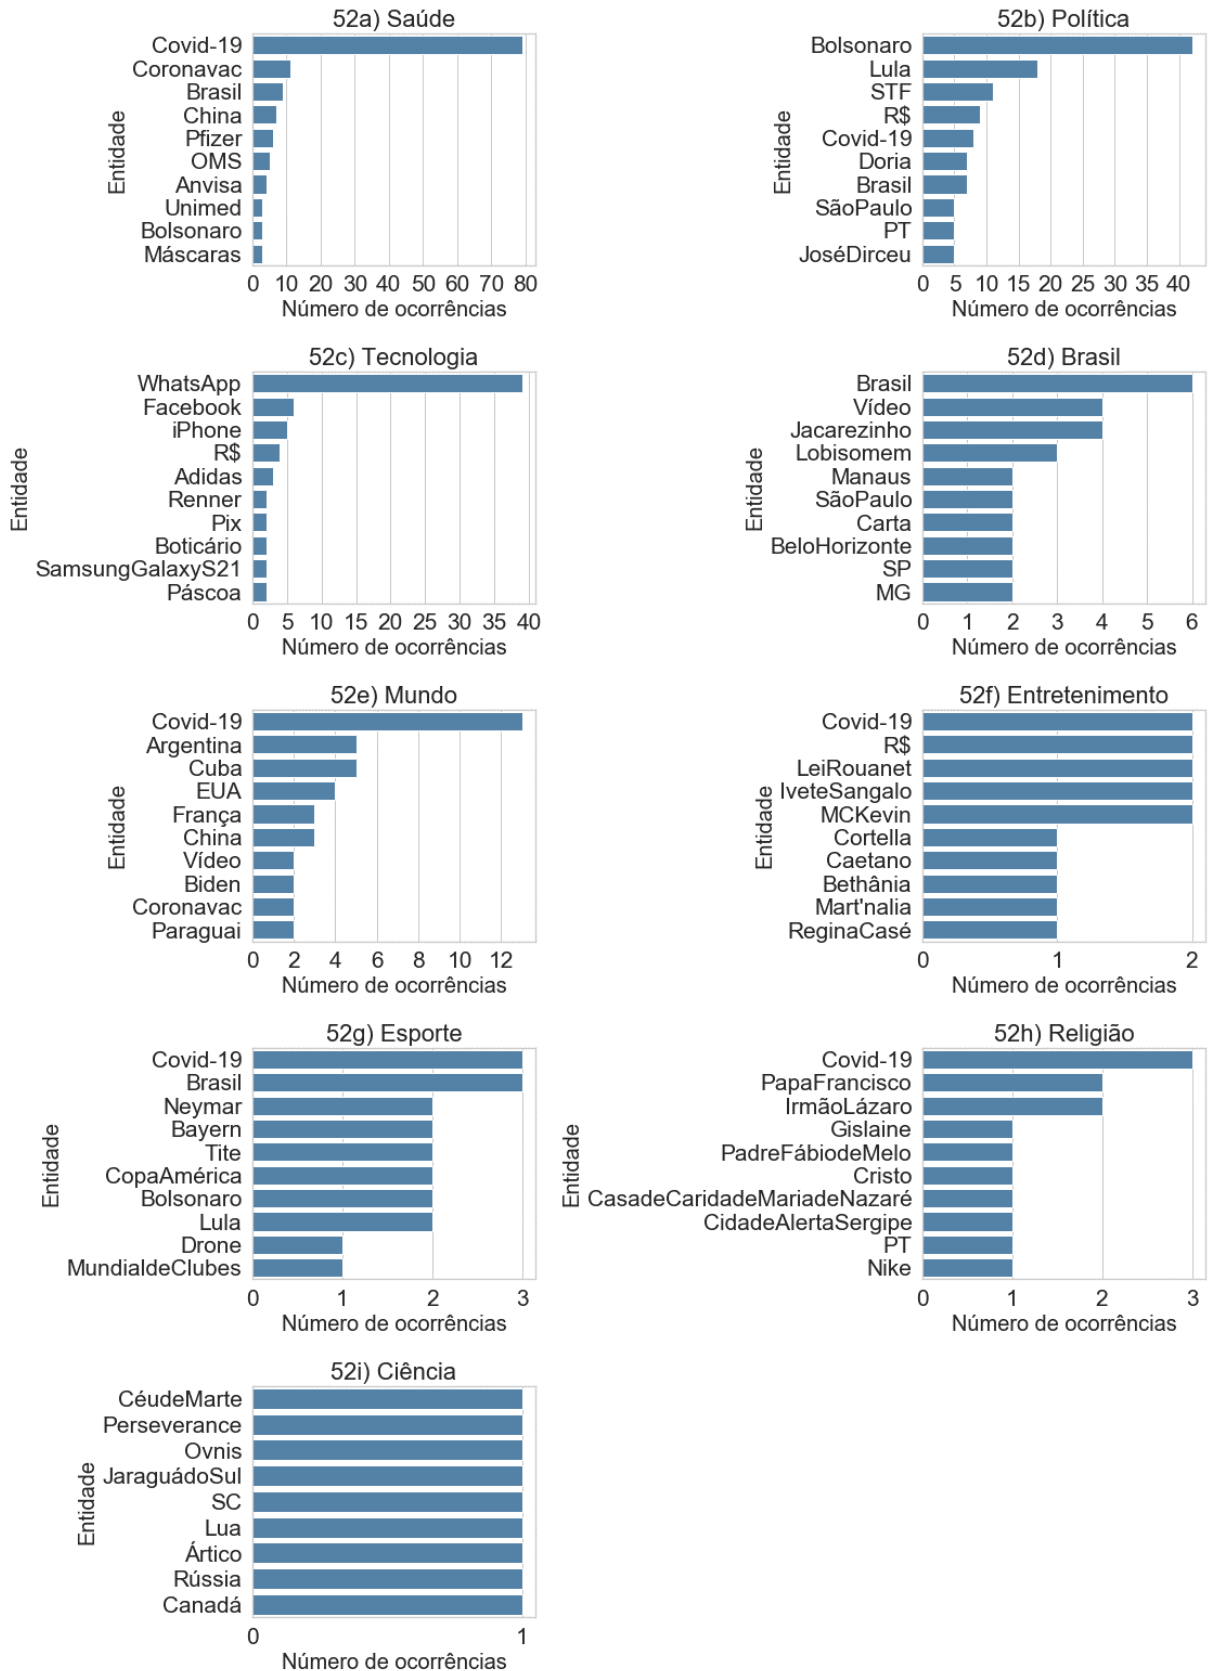 52a) Saúde
Entidade
Covid-19
Coronavac
Brasil
China
Pfizer
OMS
Anvisa
Unimed
Bolsonaro
Máscaras
0 10 20 30 40 50 60 70 80
Número de ocorrências
52b) Política
Entidade
Bolsonaro
Lula
STF
R$
Covid-19
Doria
Brasil
SãoPaulo
PT
JoséDirceu
0 5 10 15 20 25 30 35 40
Número de ocorrências
52c) Tecnologia
Entidade
WhatsApp
Facebook
iPhone
R$
Adidas
Renner
Pix
Boticário
SamsungGalaxyS21
Páscoa
0 5 10 15 20 25 30 35 40
Número de ocorrências
52d) Brasil
Entidade
Brasil
Vídeo
Jacarezinho
Lobisomem
Manaus
SãoPaulo
Carta
BeloHorizonte
SP
MG
0 1 2 3 4 5 6
Número de ocorrências
52e) Mundo
Entidade
Covid-19
Argentina
Cuba
EUA
França
China
Vídeo
Biden
Coronavac
Paraguai
0 2 4 6 8 10 12
Número de ocorrências
52f) Entretenimento
Entidade
Covid-19
R$
LeiRouanet
IveteSangalo
MCKevin
Cortella
Caetano
Bethânia
Mart'nalia
ReginaCasé
0 1 2
Número de ocorrências
52g) Esporte
Entidade
Covid-19
Brasil
Neymar
Bayern
Tite
CopaAmérica
Bolsonaro
Lula
Drone
MundialdeClubes
0 1 2 3
Número de ocorrências
52h) Religião
Entidade
Covid-19
PapaFrancisco
IrmãoLázaro
Gislaine
PadreFábiodeMelo
Cristo
CasadeCaridadeMariadeNazaré
CidadeAlertaSergipe
PT
Nike
0 1 2 3
Número de ocorrências
52i) Ciência
Entidade
CéudeMarte
Perseverance
Ovnis
JaraguádoSul
SC
Lua
Ártico
Rússia
Canadá
0 1
Número de ocorrências